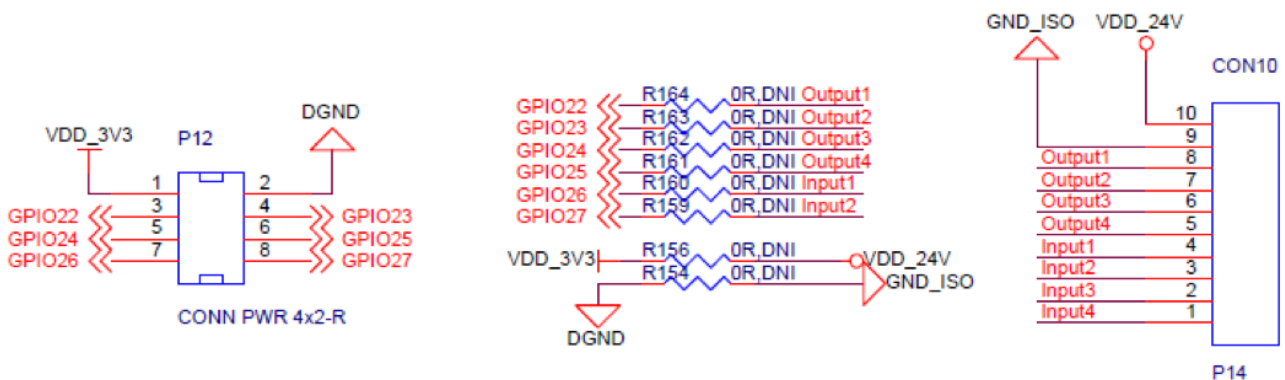 VDD_3V3
P12
DGND
1
2
GPIO22
3
4
GPIO23
GPIO24
5
6
GPIO25
GPIO26
7
8
GPIO27
CONN PWR 4x2-R
GPIO22
R164
0R,DNI
Output1
GPIO23
R163
0R,DNI
Output2
GPIO24
R162
0R,DNI
Output3
GPIO25
R161
0R,DNI
Output4
GPIO26
R160
0R,DNI
Input1
GPIO27
R159
0R,DNI
Input2
VDD_3V3
R156
0R,DNI
VDD_24V
R154
0R,DNI
GND_ISO
DGND
GND_ISO
VDD_24V
CON10
10
9
Output1
8
Output2
7
Output3
6
Output4
5
Input1
4
Input2
3
Input3
2
Input4
1
P14